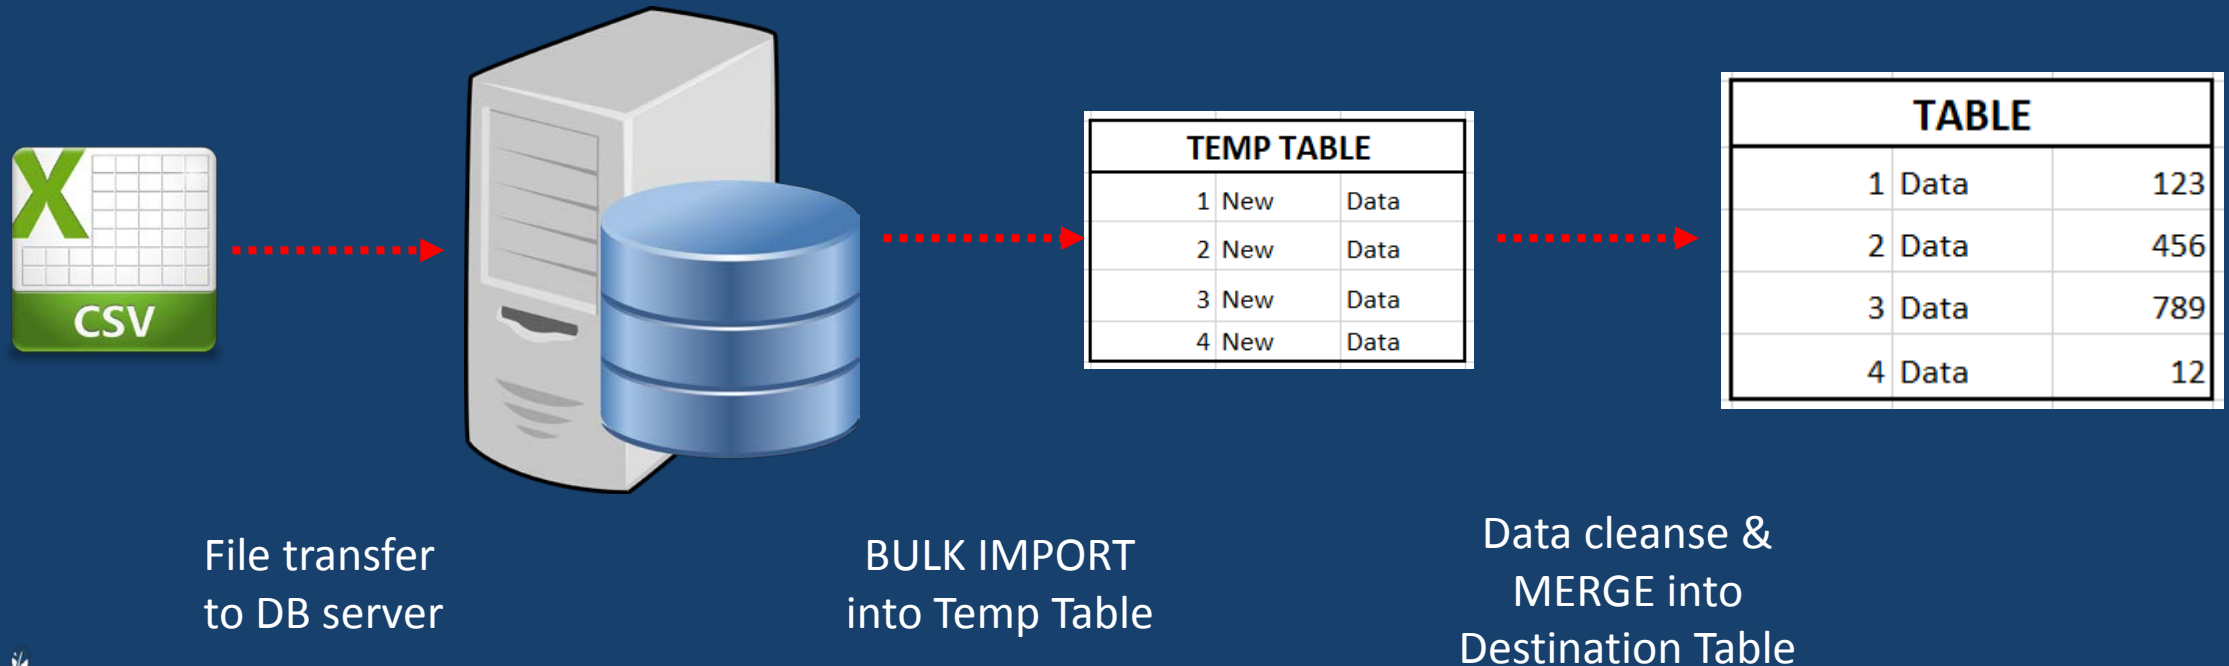 CSV
TEMP TABLE
1 New Data
2 New Data
3 New Data
4 New Data
TABLE
1 Data 123
2 Data 456
3 Data 789
4 Data 12
File transfer
to DB server
BULK IMPORT
into Temp Table
Data cleanse &
MERGE into
Destination Table